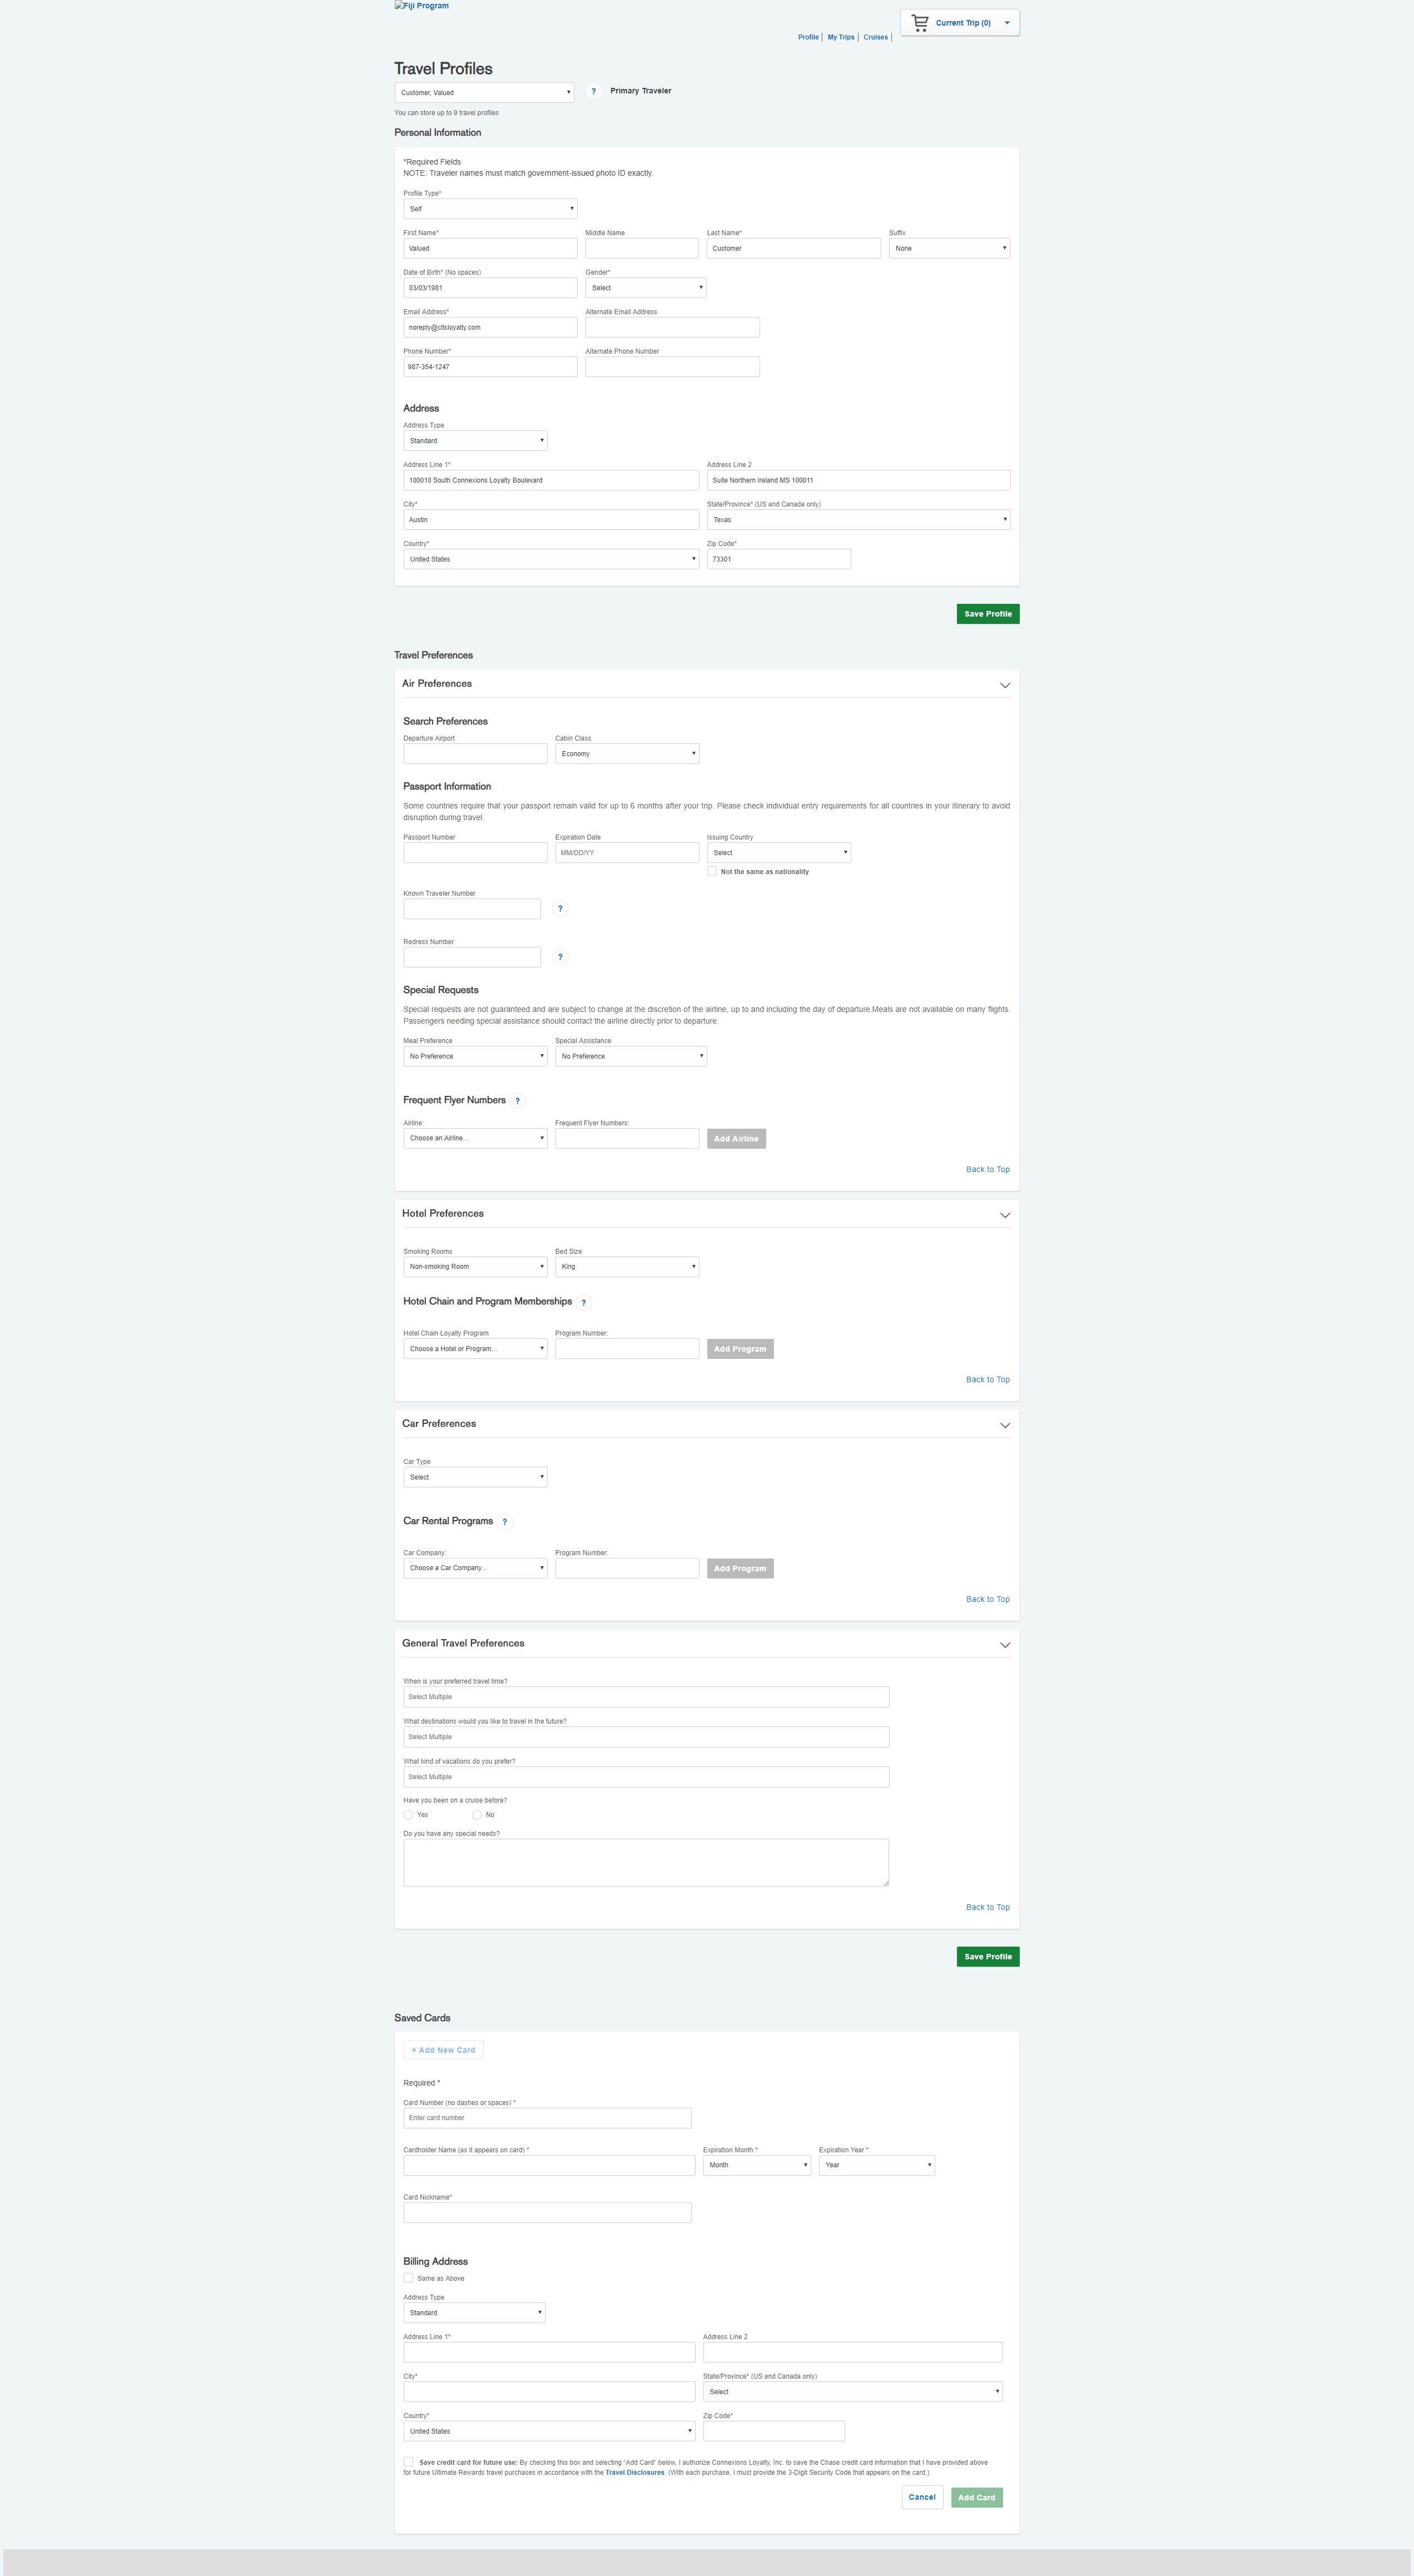 Fiji Program
Current Trip (0)
Profile
My Trips
Cruises
Travel Profiles
Customer, Valued
? Primary Traveler
You can store up to 9 travel profiles
Personal Information
*Required Fields
NOTE: Traveler names must match government-issued photo ID exactly.
Profile Type*
Self
First Name* Middle Name Last Name* Suffix
Valued Customer None
Date of Birth* (No spaces) Gender*
03/03/1981 Select
Email Address* Alternate Email Address
noreply@cltsloyalty.com
Phone Number* Alternate Phone Number
987-354-1247
Address
Address Type
Standard
Address Line 1* Address Line 2
100010 South Connexions Loyalty Boulevard Suite Northern Ireland MS 100011
City* State/Province* (US and Canada only)
Austin Texas
Country* Zip Code*
United States 73301
Save Profile
Travel Preferences
Air Preferences
Search Preferences
Departure Airport Cabin Class
Economy
Passport Information
Some countries require that your passport remain valid for up to 6 months after your trip. Please check individual entry requirements for all countries in your itinerary to avoid
disruption during travel.
Passport Number Expiration Date Issuing Country
MM/DD/YY Select
Not the same as nationality
Known Traveler Number
?
Redress Number
?
Special Requests
Special requests are not guaranteed and are subject to change at the discretion of the airline, up to and including the day of departure.Meals are not available on many flights.
Passengers needing special assistance should contact the airline directly prior to departure.
Meal Preference Special Assistance
No Preference No Preference
Frequent Flyer Numbers ?
Airline: Frequent Flyer Numbers:
Choose an Airline... Add Airline
Back to Top
Hotel Preferences
Smoking Rooms Bed Size
Non-smoking Room King
Hotel Chain and Program Memberships ?
Hotel Chain Loyalty Program Program Number:
Choose a Hotel or Program... Add Program
Back to Top
Car Preferences
Car Type
Select
Car Rental Programs ?
Car Company: Program Number:
Choose a Car Company... Add Program
Back to Top
General Travel Preferences
When is your preferred travel time?
Select Multiple
What destinations would you like to travel in the future?
Select Multiple
What kind of vacations do you prefer?
Select Multiple
Have you been on a cruise before?
Yes No
Do you have any special needs?
Back to Top
Save Profile
Saved Cards
+ Add New Card
Required *
Card Number (no dashes or spaces) *
Enter card number
Cardholder Name (as it appears on card) * Expiration Month * Expiration Year *
Month Year
Card Nickname*
Billing Address
Same as Above
Address Type
Standard
Address Line 1* Address Line 2
City* State/Province* (US and Canada only)
Select
Country* Zip Code*
United States
Save credit card for future use: By checking this box and selecting “Add Card” below, I authorize Connexions Loyalty, Inc. to save the Chase credit card information that I have provided above
for future Ultimate Rewards travel purchases in accordance with the Travel Disclosures. (With each purchase, I must provide the 3-Digit Security Code that appears on the card.)
Cancel Add Card